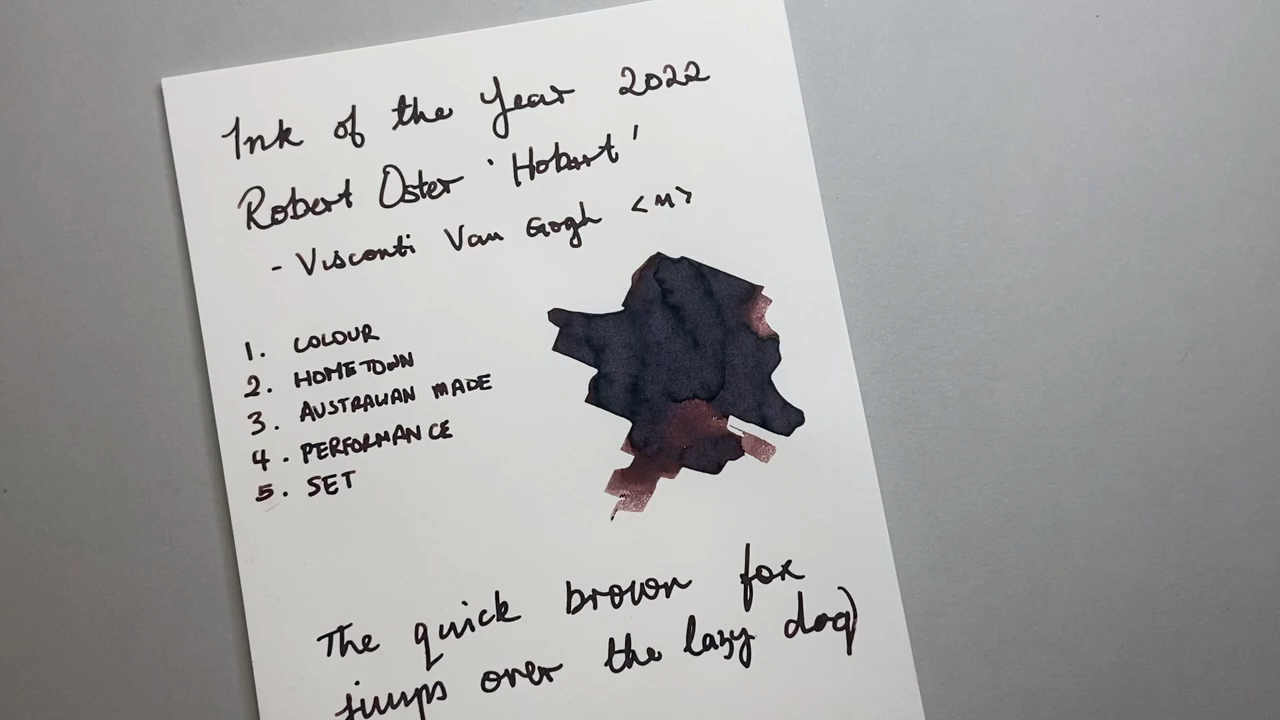 Ink of the Year 2022
Robert Oster 'Hobart'
- Visconti Van Gogh <M>
1. COLOUR
2. HOMETOWN
3. AUSTRALIAN MADE
4. PERFORMANCE
5. SET
The quick brown fox
jumps over the lazy dog